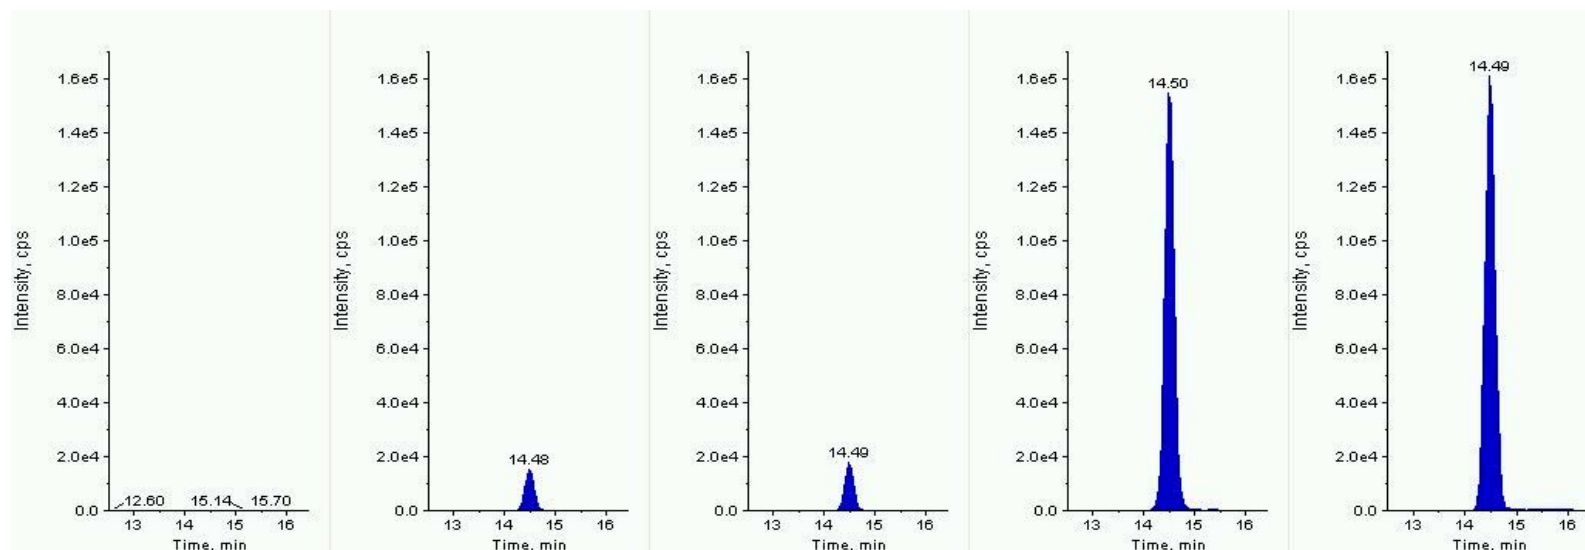 Intensity, cps
1.6e5
1.4e5
1.2e5
1.0e5
8.0e4
6.0e4
4.0e4
2.0e4
0.0
12.60 15.14 15.70
13 14 15 16
Time, min
Intensity, cps
1.6e5
1.4e5
1.2e5
1.0e5
8.0e4
6.0e4
4.0e4
2.0e4
0.0
14.48
13 14 15 16
Time, min
Intensity, cps
1.6e5
1.4e5
1.2e5
1.0e5
8.0e4
6.0e4
4.0e4
2.0e4
0.0
14.49
13 14 15 16
Time, min
Intensity, cps
1.6e5
1.4e5
1.2e5
1.0e5
8.0e4
6.0e4
4.0e4
2.0e4
0.0
14.50
13 14 15 16
Time, min
Intensity, cps
1.6e5
1.4e5
1.2e5
1.0e5
8.0e4
6.0e4
4.0e4
2.0e4
0.0
14.49
13 14 15 16
Time, min